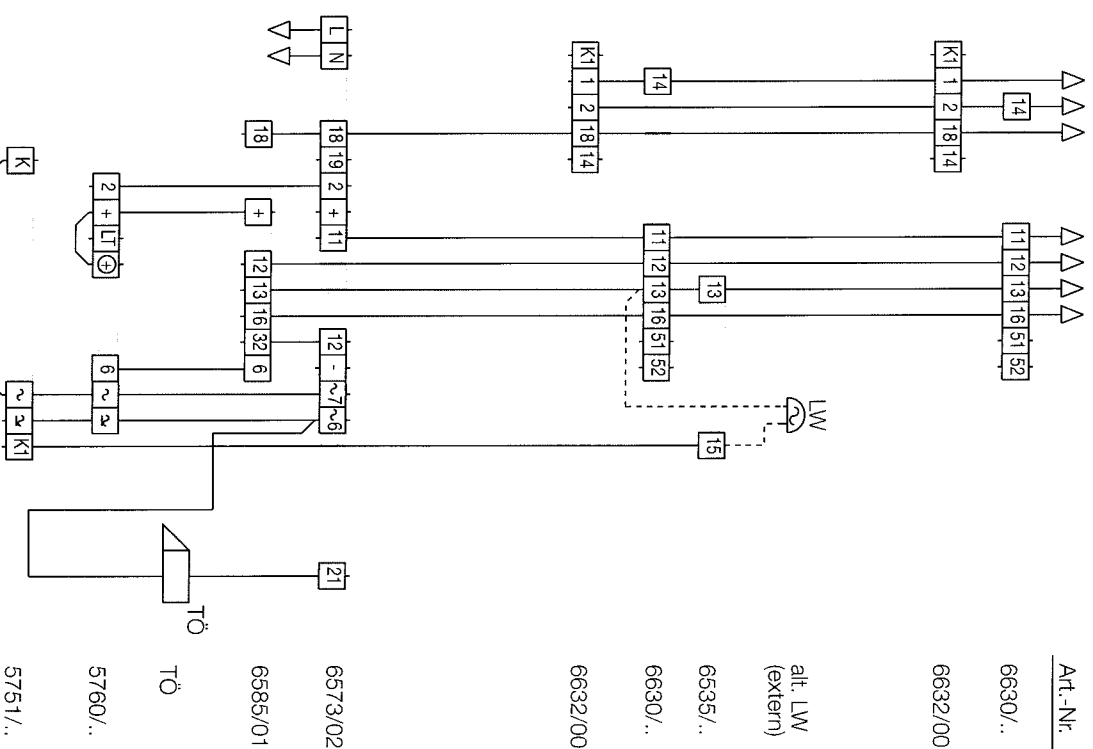 Art.-Nr.
14 11 12 13 16 51 52 6630/..
K1 1 2 18 14 6632/00
LW alt. LW
(extern)
13 15 6535/..
14 11 12 13 16 51 52 6630/..
K1 1 2 18 14 6632/00
L N 18 19 2 + 11 12 - ~7 ~6 21 6573/02
18 + 12 13 16 32 6 6585/01
TÖ TÖ
2 + LT 6 ~ 5760/..
K ~ K1 5751/..